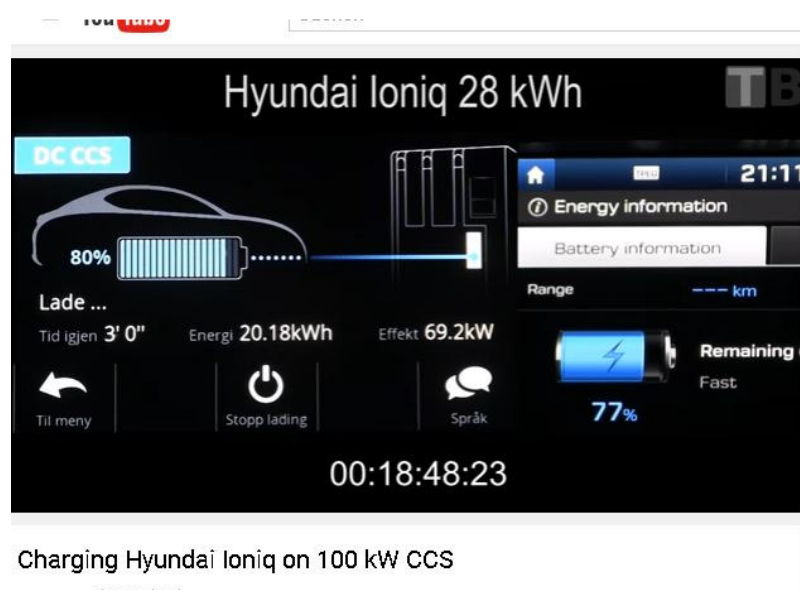 Hyundai Ioniq 28 kWh
DC CCS
80%
Lade ...
Tid igjen 3' 0" Energi 20.18kWh Effekt 69.2kW
Til meny
Stopp lading
Språk
21:11
Energy information
Battery information
Range --- km
Remaining
Fast
77%
00:18:48:23
Charging Hyundai Ioniq on 100 kW CCS